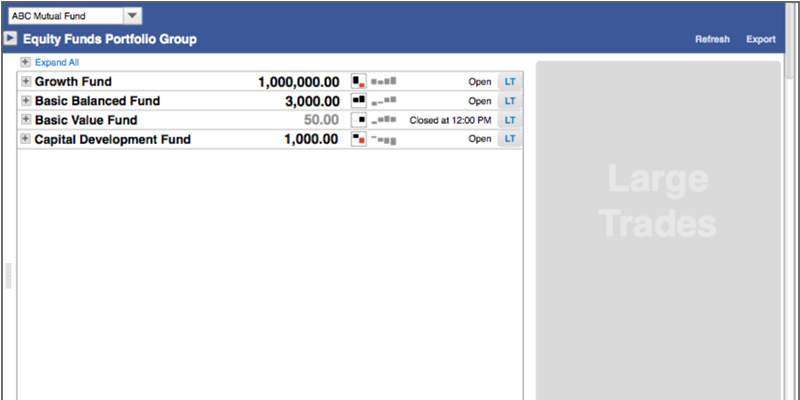 ABC Mutual Fund
Equity Funds Portfolio Group Refresh Export
Expand All
Growth Fund 1,000,000.00 Open LT
Basic Balanced Fund 3,000.00 Open LT
Basic Value Fund 50.00 Closed at 12:00 PM LT
Capital Development Fund 1,000.00 Open LT
Large
Trades